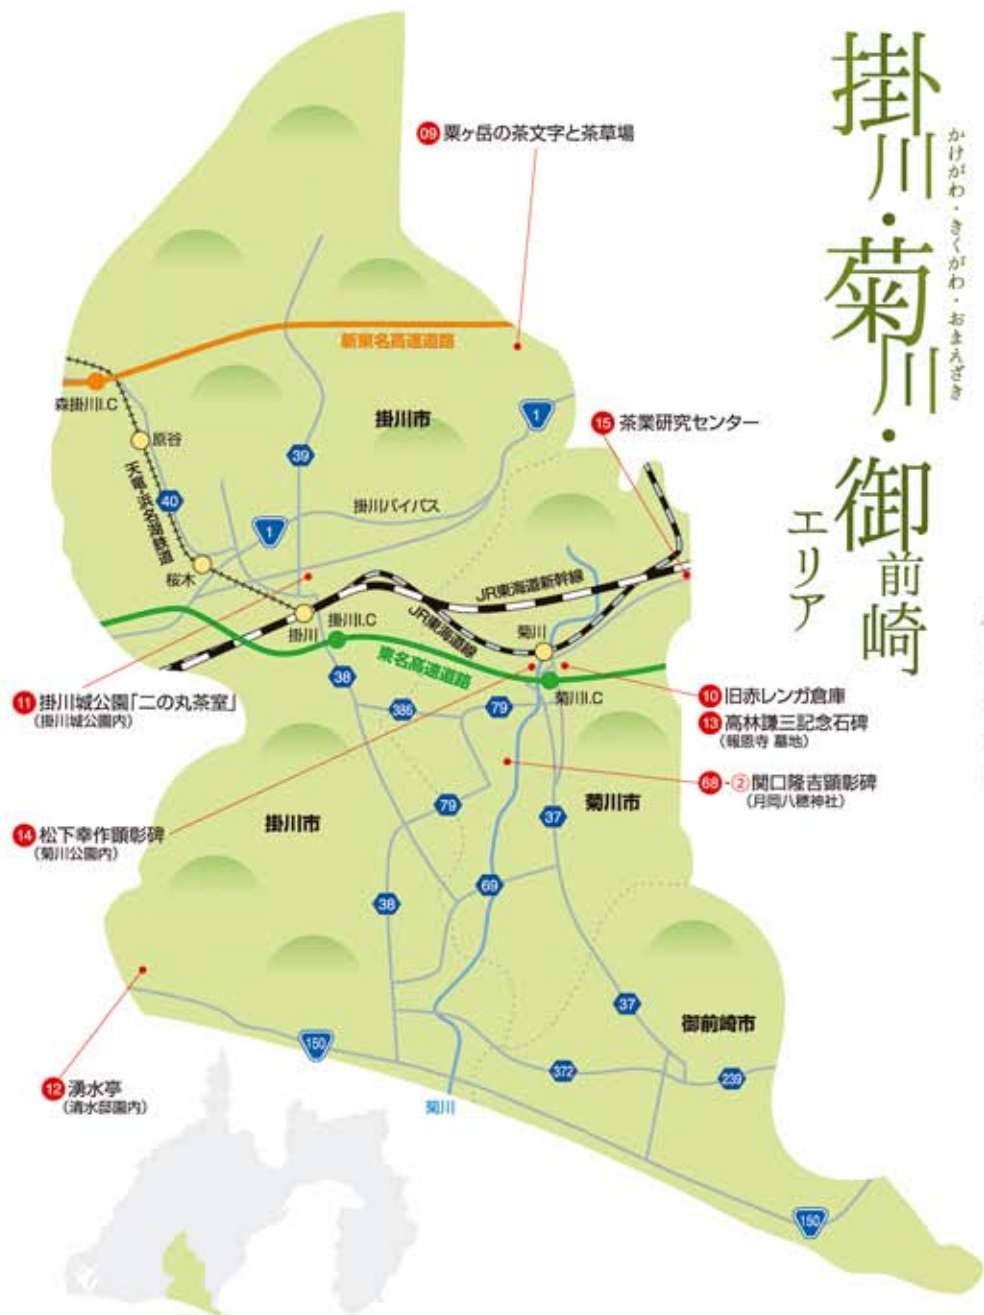 掛川・菊川・御前崎
エリア
かけがわ・きくがわ・おまえざき
09 粟ヶ岳の茶文字と茶草場
新東名高速道路
森掛川I.C
掛川市
1
15 茶業研究センター
原谷
39
天竜浜名湖鉄道
40
掛川バイパス
1
桜木
JR東海道新幹線
JR東海道線
掛川
掛川I.C
菊川
東名高速道路
菊川I.C
11 掛川城公園「二の丸茶室」
(掛川城公園内)
38
386
79
10 旧赤レンガ倉庫
13 高林謙三記念石碑
(報恩寺 墓地)
68-② 関口隆吉顕彰碑
(月岡八穂神社)
79
菊川市
掛川市
37
14 松下幸作顕彰碑
(菊川公園内)
69
38
37
御前崎市
150
372
239
12 湧水亭
(清水邸園内)
菊川
150